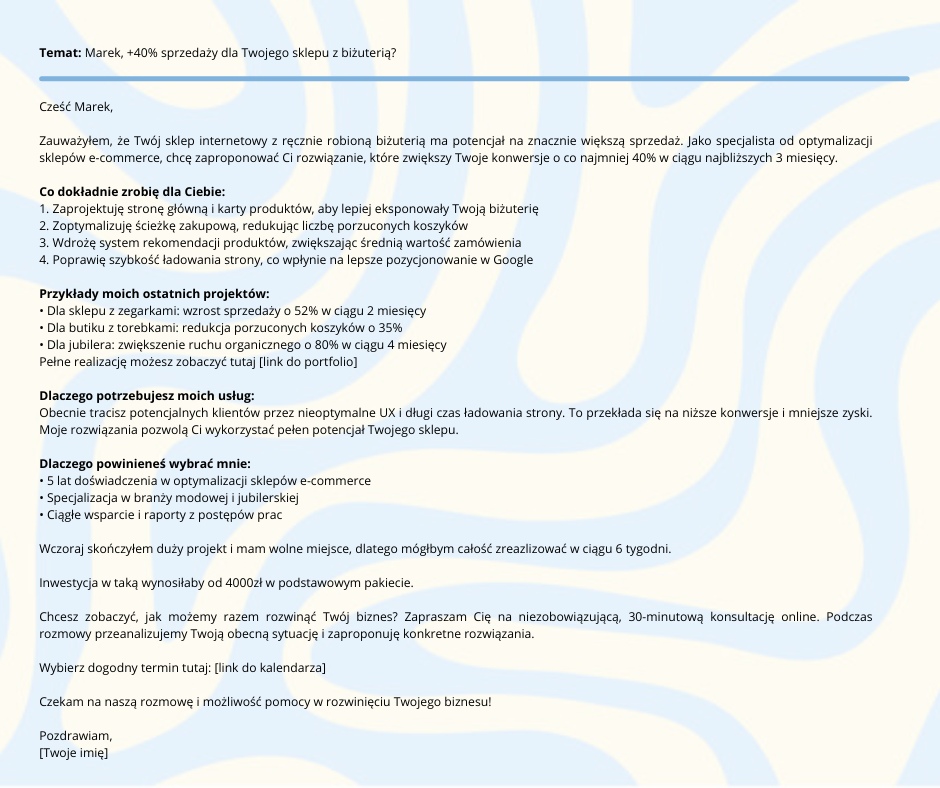 Temat: Marek, +40% sprzedaży dla Twojego sklepu z biżuterią?
Cześć Marek,
Zauważyłem, że Twój sklep internetowy z ręcznie robioną biżuterią ma potencjał na znacznie większą sprzedaż. Jako specjalista od optymalizacji
sklepów e-commerce, chcę zaproponować Ci rozwiązanie, które zwiększy Twoje konwersje o co najmniej 40% w ciągu najbliższych 3 miesięcy.
Co dokładnie zrobię dla Ciebie:
1. Zaprojektuję stronę główną i karty produktów, aby lepiej eksponowały Twoją biżuterię
2. Zoptymalizuję ścieżkę zakupową, redukując liczbę porzuconych koszyków
3. Wdrożę system rekomendacji produktów, zwiększając średnią wartość zamówienia
4. Poprawię szybkość ładowania strony, co wpłynie na lepsze pozycjonowanie w Google
Przykłady moich ostatnich projektów:
• Dla sklepu z zegarkami: wzrost sprzedaży o 52% w ciągu 2 miesięcy
• Dla butiku z torebkami: redukcja porzuconych koszyków o 35%
• Dla jubilera: zwiększenie ruchu organicznego o 80% w ciągu 4 miesięcy
Pełne realizację możesz zobaczyć tutaj [link do portfolio]
Dlaczego potrzebujesz moich usług:
Obecnie tracisz potencjalnych klientów przez nieoptymalne UX i długi czas ładowania strony. To przekłada się na niższe konwersje i mniejsze zyski.
Moje rozwiązania pozwolą Ci wykorzystać pełen potencjał Twojego sklepu.
Dlaczego powinieneś wybrać mnie:
• 5 lat doświadczenia w optymalizacji sklepów e-commerce
• Specjalizacja w branży modowej i jubilerskiej
• Ciągłe wsparcie i raporty z postępów prac
Wczoraj skończyłem duży projekt i mam wolne miejsce, dlatego mógłbym całość zreazlizować w ciągu 6 tygodni.
Inwestycja w taką wynosiłaby od 4000zł w podstawowym pakiecie.
Chcesz zobaczyć, jak możemy razem rozwinąć Twój biznes? Zapraszam Cię na niezobowiązującą, 30-minutową konsultację online. Podczas
rozmowy przeanalizujemy Twoją obecną sytuację i zaproponuję konkretne rozwiązania.
Wybierz dogodny termin tutaj: [link do kalendarza]
Czekam na naszą rozmowę i możliwość pomocy w rozwinięciu Twojego biznesu!
Pozdrawiam,
[Twoje imię]